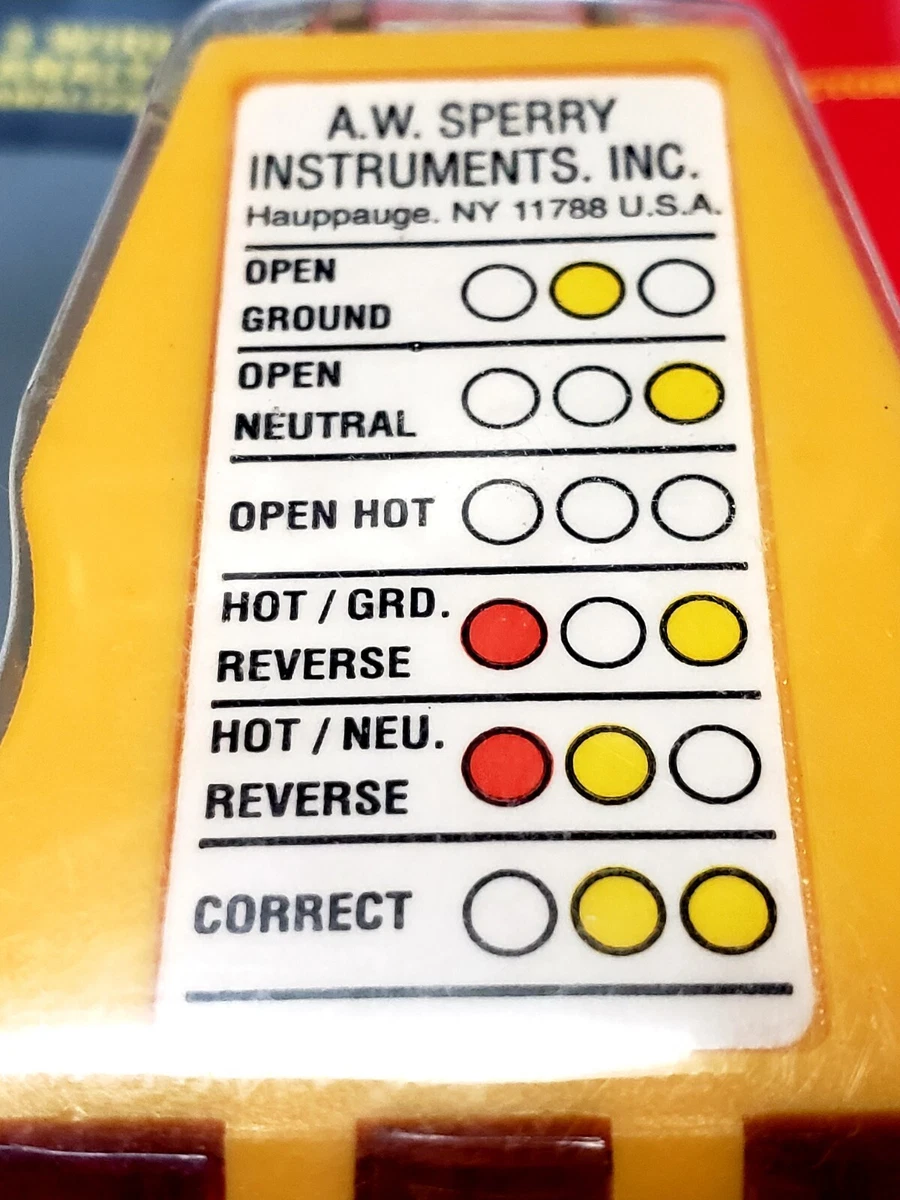 A.W. SPERRY
INSTRUMENTS. INC.
Hauppauge. NY 11788 U.S.A.
OPEN
GROUND
OPEN
NEUTRAL
OPEN HOT
HOT / GRD.
REVERSE
HOT / NEU.
REVERSE
CORRECT